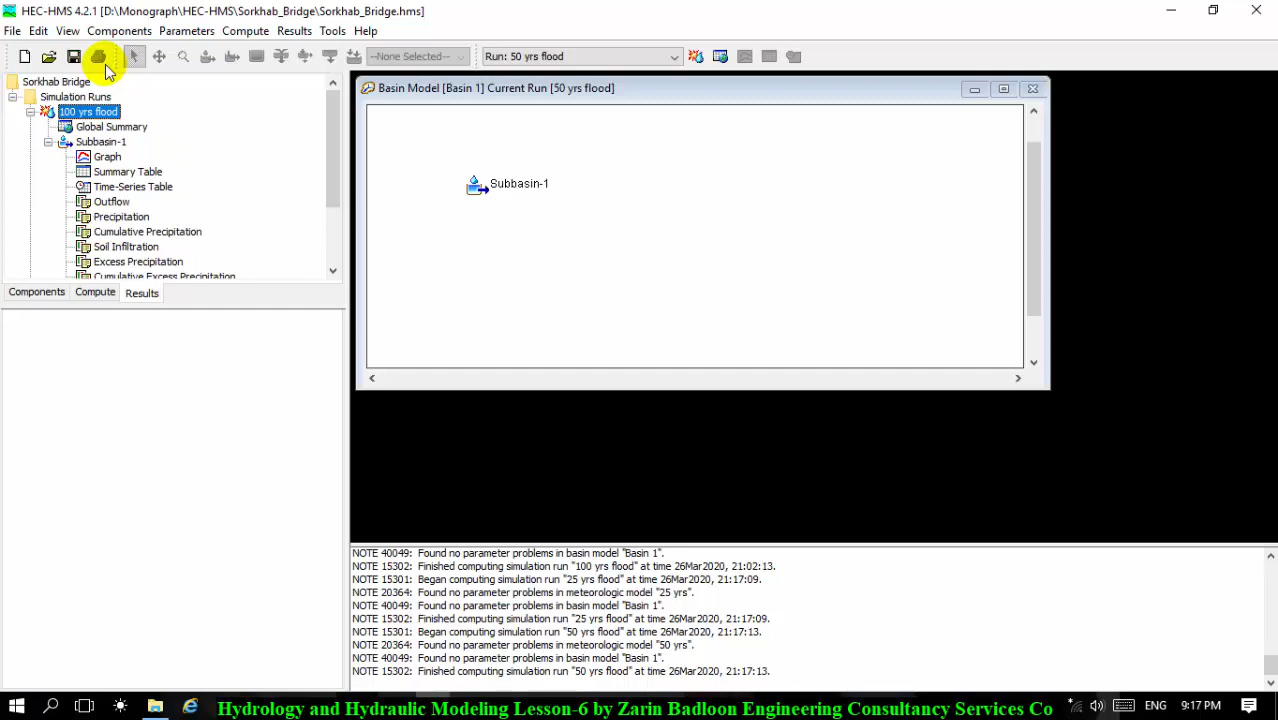 HEC-HMS 4.2.1 [D:\Monograph\HEC-HMS\Sorkhab_Bridge\Sorkhab_Bridge.hms]
File Edit View Components Parameters Compute Results Tools Help
--None Selected-- Run: 50 yrs flood
Sorkhab Bridge
Simulation Runs
100 yrs flood
Global Summary
Subbasin-1
Graph
Summary Table
Time-Series Table
Outflow
Precipitation
Cumulative Precipitation
Soil Infiltration
Excess Precipitation
Cumulative Excess Precipitation
Components Compute Results
Basin Model [Basin 1] Current Run [50 yrs flood]
Subbasin-1
NOTE 40049: Found no parameter problems in basin model "Basin 1".
NOTE 15302: Finished computing simulation run "100 yrs flood" at time 26Mar2020, 21:02:13.
NOTE 15301: Began computing simulation run "25 yrs flood" at time 26Mar2020, 21:17:09.
NOTE 20364: Found no parameter problems in meteorologic model "25 yrs".
NOTE 40049: Found no parameter problems in basin model "Basin 1".
NOTE 15302: Finished computing simulation run "25 yrs flood" at time 26Mar2020, 21:17:09.
NOTE 15301: Began computing simulation run "50 yrs flood" at time 26Mar2020, 21:17:13.
NOTE 20364: Found no parameter problems in meteorologic model "50 yrs".
NOTE 40049: Found no parameter problems in basin model "Basin 1".
NOTE 15302: Finished computing simulation run "50 yrs flood" at time 26Mar2020, 21:17:13.
Hydrology and Hydraulic Modeling Lesson-6 by Zarin Badloon Engineering Consultancy Services Co
ENG 9:17 PM